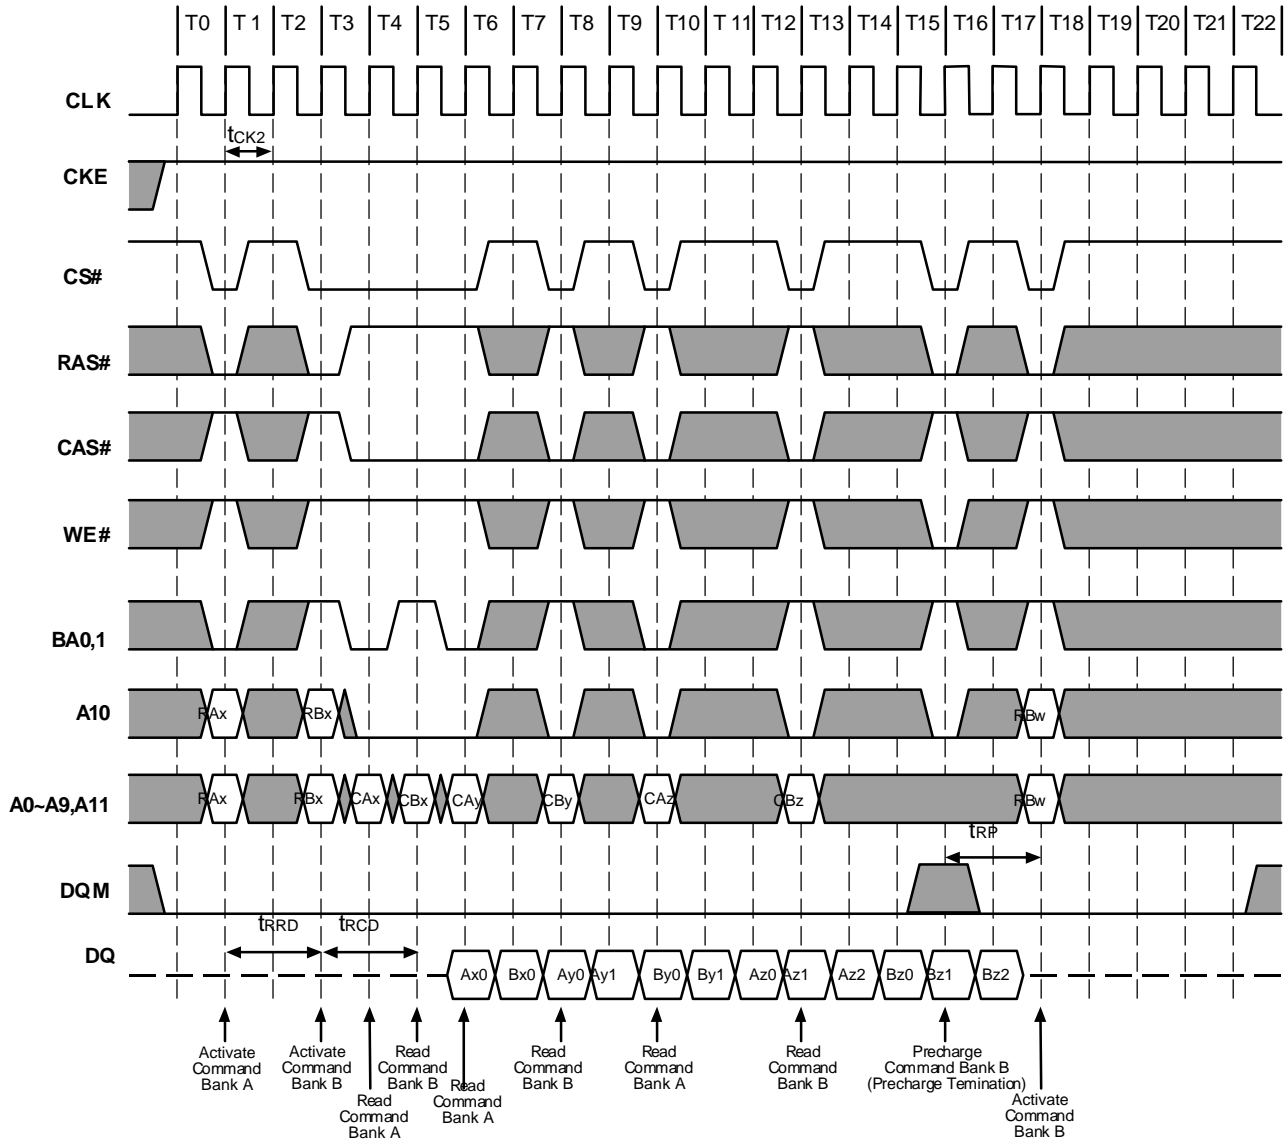 T0 T 1 T2 T3 T4 T5 T6 T7 T8 T9 T10 T 11 T12 T13 T14 T15 T16 T17 T18 T19 T20 T21 T22
CLK
tCK2
CKE
CS#
RAS#
CAS#
WE#
BA0,1
A10
RAx RBx RBw
A0~A9,A11
RAx RBx CAx CBx CAy CBy CAz CBz RBw
tRP
DQM
tRRD tRCD
DQ
Ax0 Bx0 Ay0 Ay1 By0 By1 Az0 Az1 Az2 Bz0 Bz1 Bz2
Activate
Command
Bank A
Activate
Command
Bank B
Read
Command
Bank A
Read
Command
Bank B
Read
Command
Bank A
Read
Command
Bank B
Read
Command
Bank A
Read
Command
Bank B
Precharge
Command Bank B
(Precharge Temination)
Activate
Command
Bank B